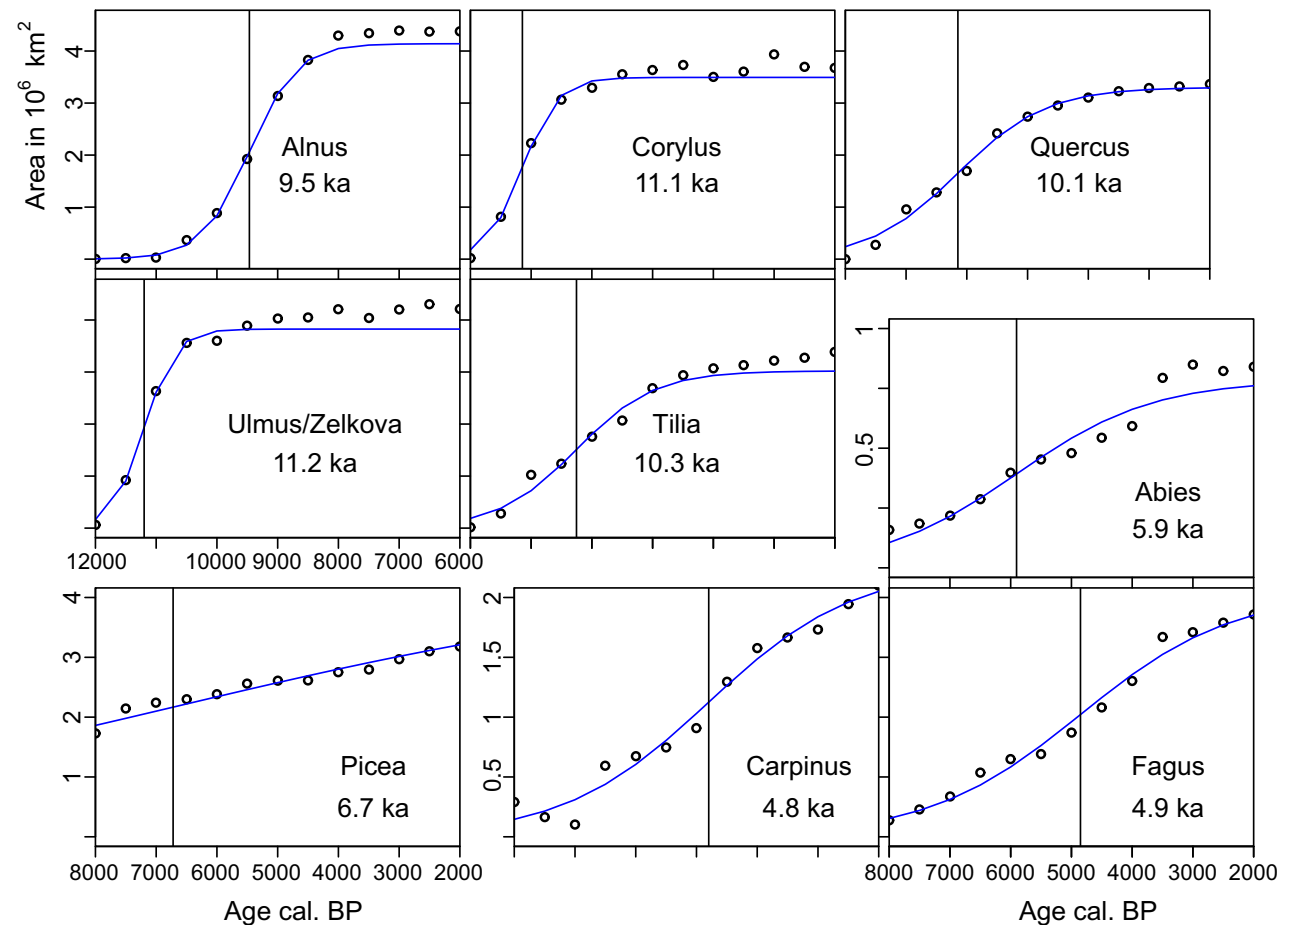 Area in 10⁶ km²
4
3
2
1
Alnus
9.5 ka
Corylus
11.1 ka
Quercus
10.1 ka
Ulmus/Zelkova
11.2 ka
12000 10000 9000 8000 7000 6000
Tilia
10.3 ka
1
0.5
Abies
5.9 ka
4
3
2
1
Picea
6.7 ka
8000 7000 6000 5000 4000 3000 2000
Age cal. BP
2
1.5
1
0.5
Carpinus
4.8 ka
Fagus
4.9 ka
8000 7000 6000 5000 4000 3000 2000
Age cal. BP